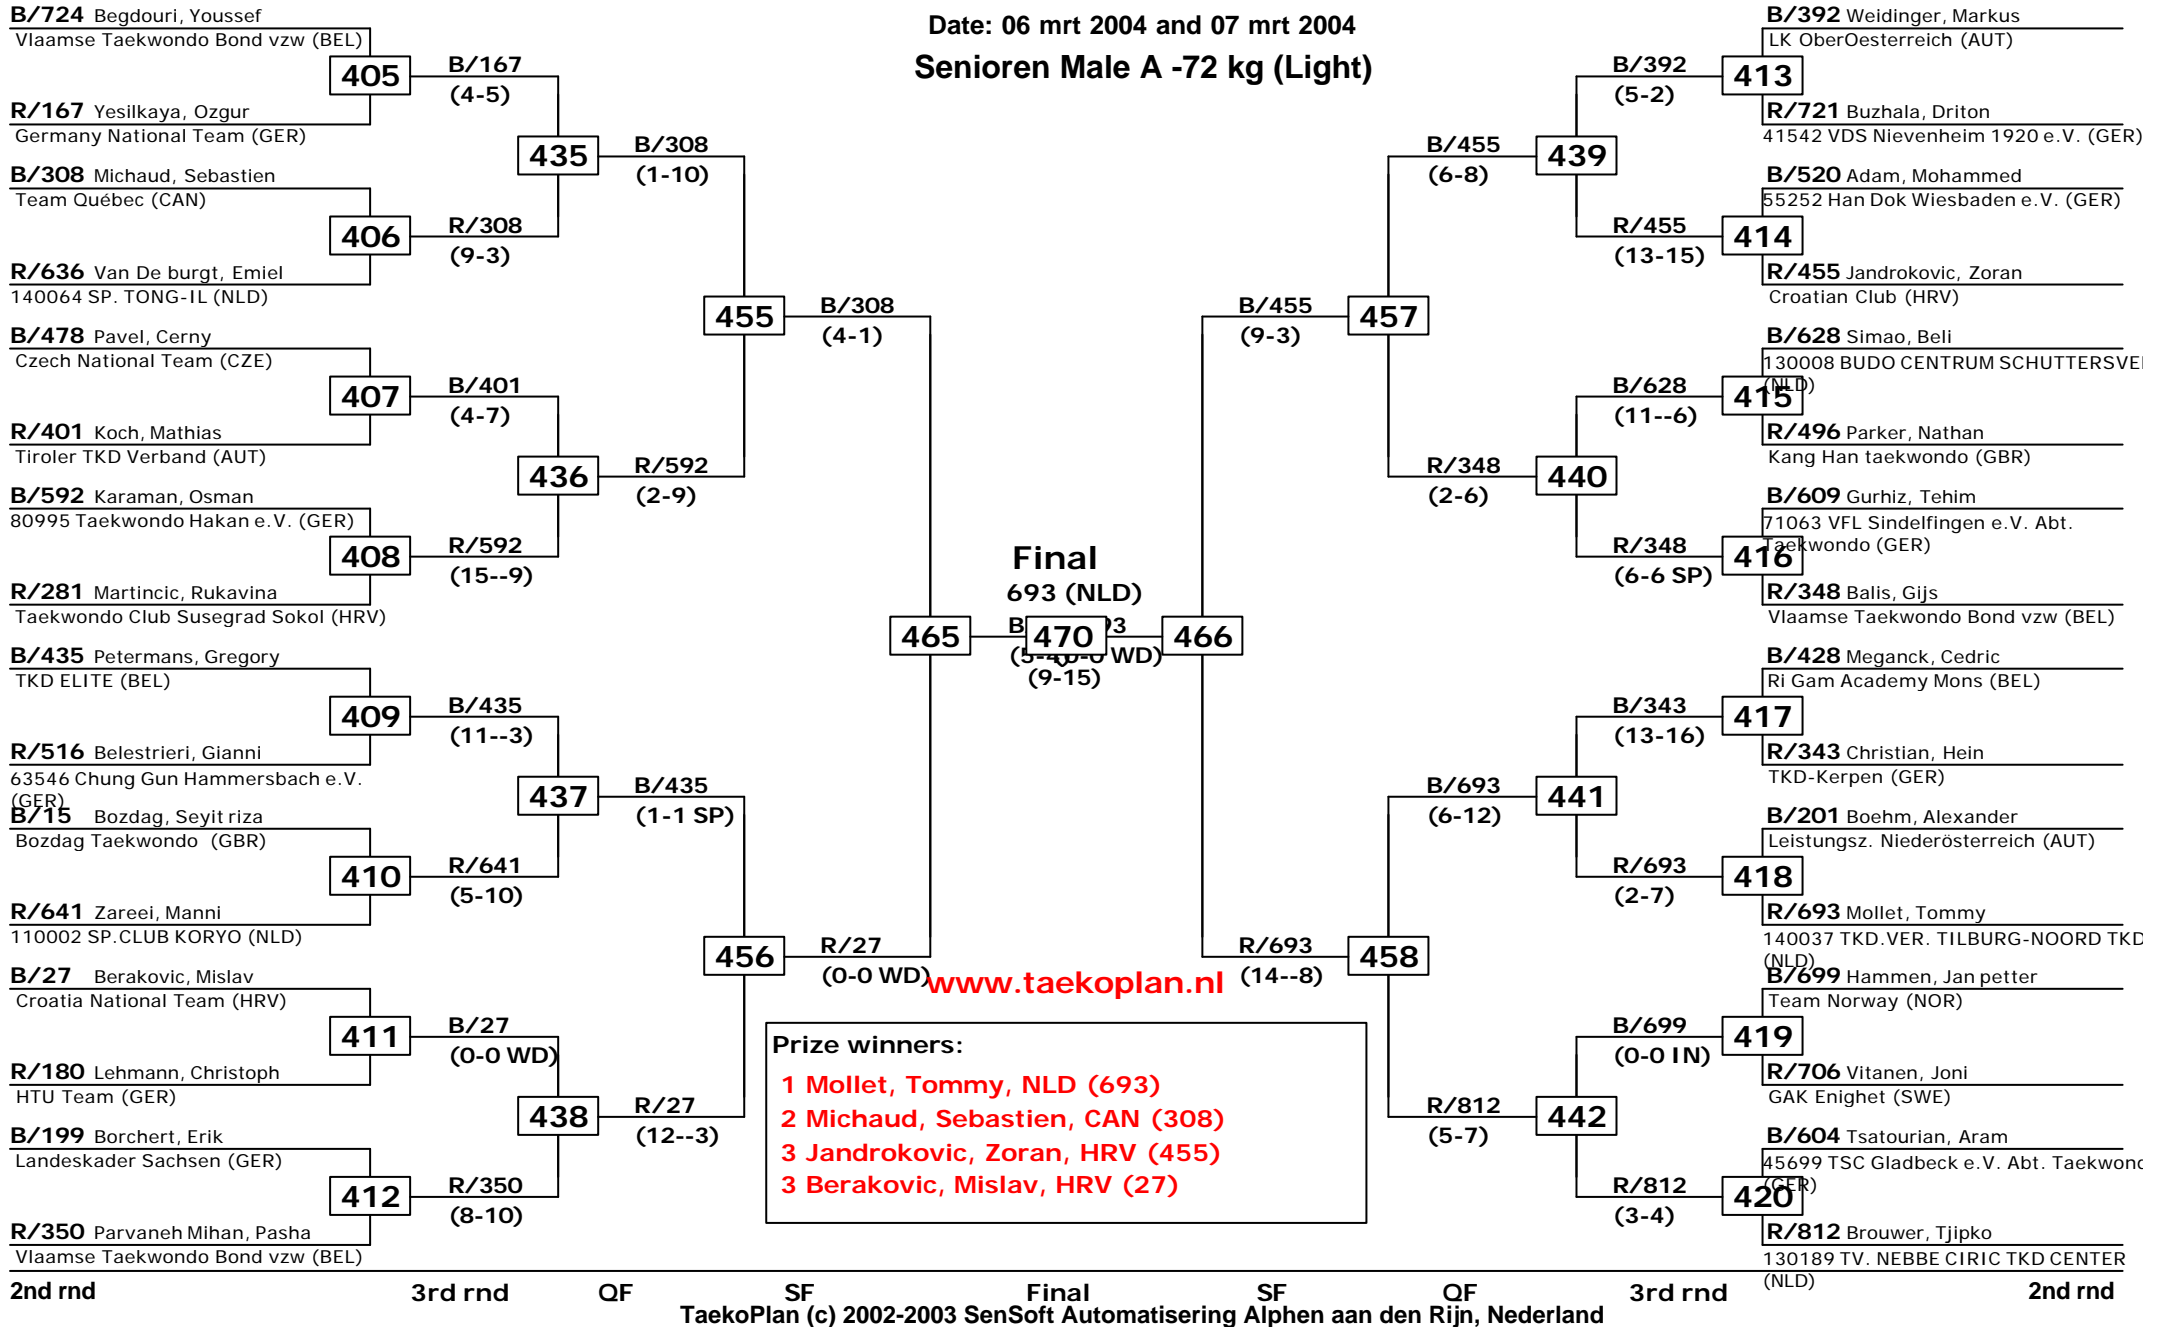 Date: 06 mrt 2004 and 07 mrt 2004
Senioren Male A -72 kg (Light)
B/724 Begdouri, Youssef
Vlaamse Taekwondo Bond vzw (BEL)
405
R/167 Yesilkaya, Ozgur
Germany National Team (GER)
B/308 Michaud, Sebastien
Team Québec (CAN)
406
R/636 Van De burgt, Emiel
140064 SP. TONG-IL (NLD)
B/478 Pavel, Cerny
Czech National Team (CZE)
407
R/401 Koch, Mathias
Tiroler TKD Verband (AUT)
B/592 Karaman, Osman
80995 Taekwondo Hakan e.V. (GER)
408
R/281 Martincic, Rukavina
Taekwondo Club Susegrad Sokol (HRV)
B/435 Petermans, Gregory
TKD ELITE (BEL)
409
R/516 Belestrieri, Gianni
63546 Chung Gun Hammersbach e.V.
(GER)
B/15 Bozdag, Seyit riza
Bozdag Taekwondo (GBR)
410
R/641 Zareei, Manni
110002 SP.CLUB KORYO (NLD)
B/27 Berakovic, Mislav
Croatia National Team (HRV)
411
R/180 Lehmann, Christoph
HTU Team (GER)
B/199 Borchert, Erik
Landeskader Sachsen (GER)
412
R/350 Parvaneh Mihan, Pasha
Vlaamse Taekwondo Bond vzw (BEL)
B/167
(4-5)
435
R/308
(9-3)
B/401
(4-7)
436
R/592
(15--9)
B/435
(11--3)
437
R/641
(5-10)
B/27
(0-0 WD)
438
R/350
(8-10)
B/308
(1-10)
455
R/592
(2-9)
B/435
(1-1 SP)
456
R/27
(12--3)
B/308
(4-1)
465
R/27
(0-0 WD)
Final
693 (NLD)
470
(9-15)
www.taekoplan.nl
Prize winners:
1 Mollet, Tommy, NLD (693)
2 Michaud, Sebastien, CAN (308)
3 Jandrokovic, Zoran, HRV (455)
3 Berakovic, Mislav, HRV (27)
B/455
(9-3)
466
R/693
(14--8)
B/455
(6-8)
457
R/348
(2-6)
B/693
(6-12)
458
R/812
(5-7)
B/392
(5-2)
439
R/455
(13-15)
B/628
(11--6)
440
R/348
(6-6 SP)
B/343
(13-16)
441
R/693
(2-7)
B/699
(0-0 IN)
442
R/812
(3-4)
B/392 Weidinger, Markus
LK OberOesterreich (AUT)
413
R/721 Buzhala, Driton
41542 VDS Nievenheim 1920 e.V. (GER)
B/520 Adam, Mohammed
55252 Han Dok Wiesbaden e.V. (GER)
414
R/455 Jandrokovic, Zoran
Croatian Club (HRV)
B/628 Simao, Beli
130008 BUDO CENTRUM
(NLD)
415
R/496 Parker, Nathan
Kang Han taekwondo (GBR)
B/609 Gurhiz, Tehim
71063 VFL Sindelfingen e.V. Abt.
Taekwondo (GER)
416
R/348 Balis, Gijs
Vlaamse Taekwondo Bond vzw (BEL)
B/428 Meganck, Cedric
Ri Gam Academy Mons (BEL)
417
R/343 Christian, Hein
TKD-Kerpen (GER)
B/201 Boehm, Alexander
Leistungsz. Niederösterreich (AUT)
418
R/693 Mollet, Tommy
140037 TKD.VER. TILBURG-NOORD TKD
(NLD)
B/699 Hammen, Jan petter
Team Norway (NOR)
419
R/706 Vitanen, Joni
GAK Enighet (SWE)
B/604 Tsatourian, Aram
45699 TSC Gladbeck e.V. Abt.
(GER)
420
R/812 Brouwer, Tjipko
130189 TV. NEBBE CIRIC TKD CENTER
(NLD)
2nd rnd 3rd rnd QF SF Final SF QF 3rd rnd 2nd rnd
TaekoPlan (c) 2002-2003 SenSoft Automatisering Alphen aan den Rijn, Nederland